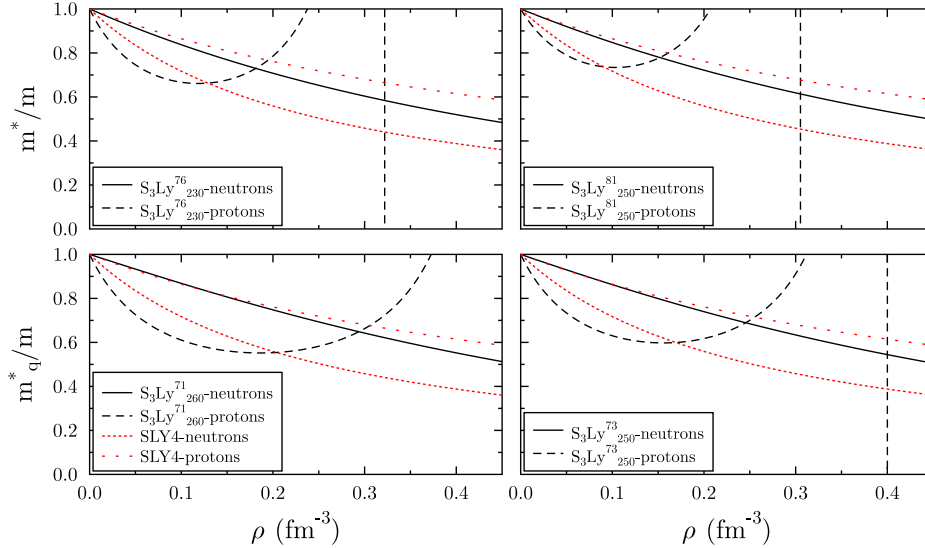 m*/m
1.0
0.8
0.6
0.4
0.2
0.0
S₃Ly⁷⁶₂₃₀-neutrons
S₃Ly⁷⁶₂₃₀-protons
S₃Ly⁸¹₂₅₀-neutrons
S₃Ly⁸¹₂₅₀-protons
m*q/m
1.0
0.8
0.6
0.4
0.2
0.0
S₃Ly⁷¹₂₆₀-neutrons
S₃Ly⁷¹₂₆₀-protons
SLY4-neutrons
SLY4-protons
S₃Ly⁷³₂₅₀-neutrons
S₃Ly⁷³₂₅₀-protons
0.0 0.1 0.2 0.3 0.4
0.0 0.1 0.2 0.3 0.4
ρ (fm⁻³)
ρ (fm⁻³)